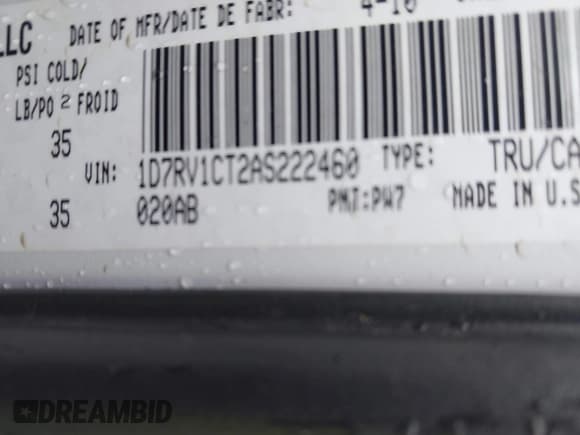 LLC DATE OF MFR/DATE DE FABR: 4-10
PSI COLD/
LB/PO 2 FROID
35
VIN: 1D7RV1CT2AS222460 TYPE: TRU/CA
35 020AB PNT:PW7 MADE IN U.S
DREAMBID